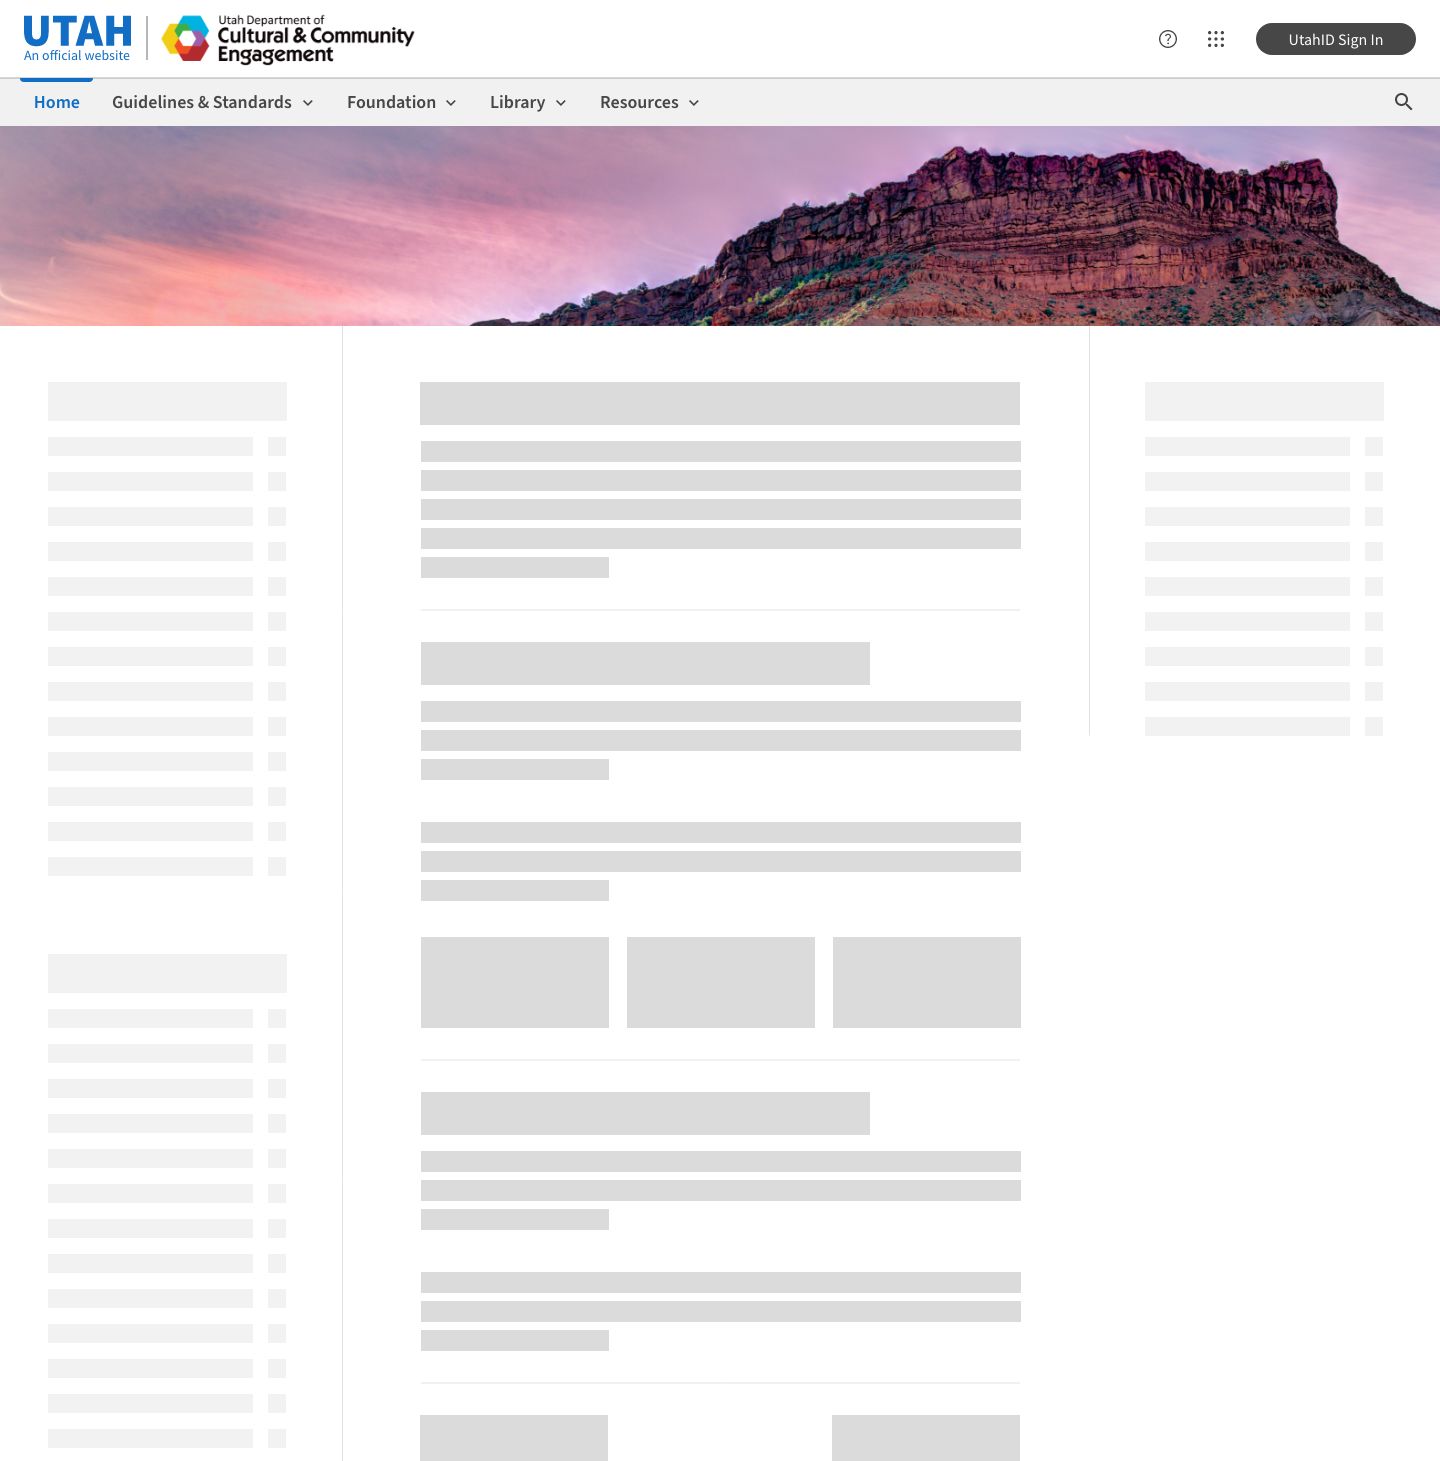 UTAH
An official website
Utah Department of
Cultural & Community
Engagement
UtahID Sign In
Home
Guidelines & Standards
Foundation
Library
Resources